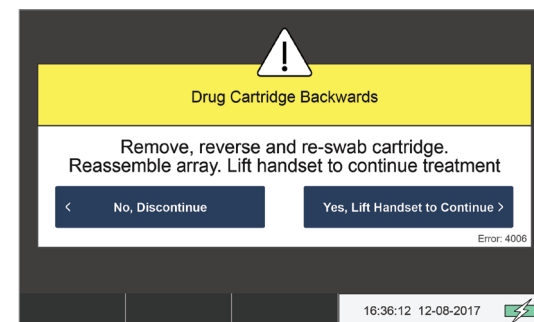 Drug Cartridge Backwards
Remove, reverse and re-swab cartridge.
Reassemble array. Lift handset to continue treatment
< No, Discontinue
Yes, Lift Handset to Continue >
Error: 4006
16:36:12 12-08-2017